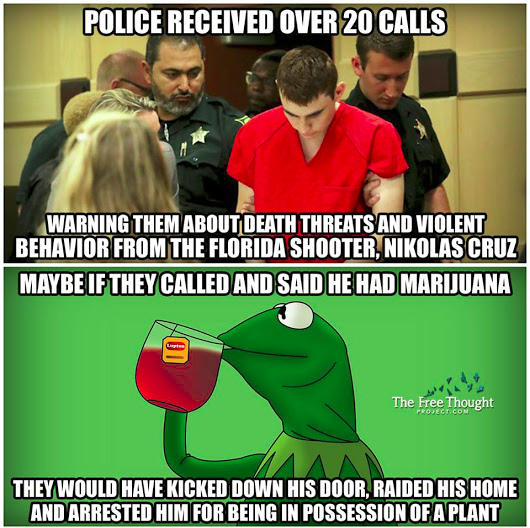 POLICE RECEIVED OVER 20 CALLS
WARNING THEM ABOUT DEATH THREATS AND VIOLENT
BEHAVIOR FROM THE FLORIDA SHOOTER, NIKOLAS CRUZ
MAYBE IF THEY CALLED AND SAID HE HAD MARIJUANA
Lupton
The Free Thought
PROJECT.COM
THEY WOULD HAVE KICKED DOWN HIS DOOR, RAIDED HIS HOME
AND ARRESTED HIM FOR BEING IN POSSESSION OF A PLANT